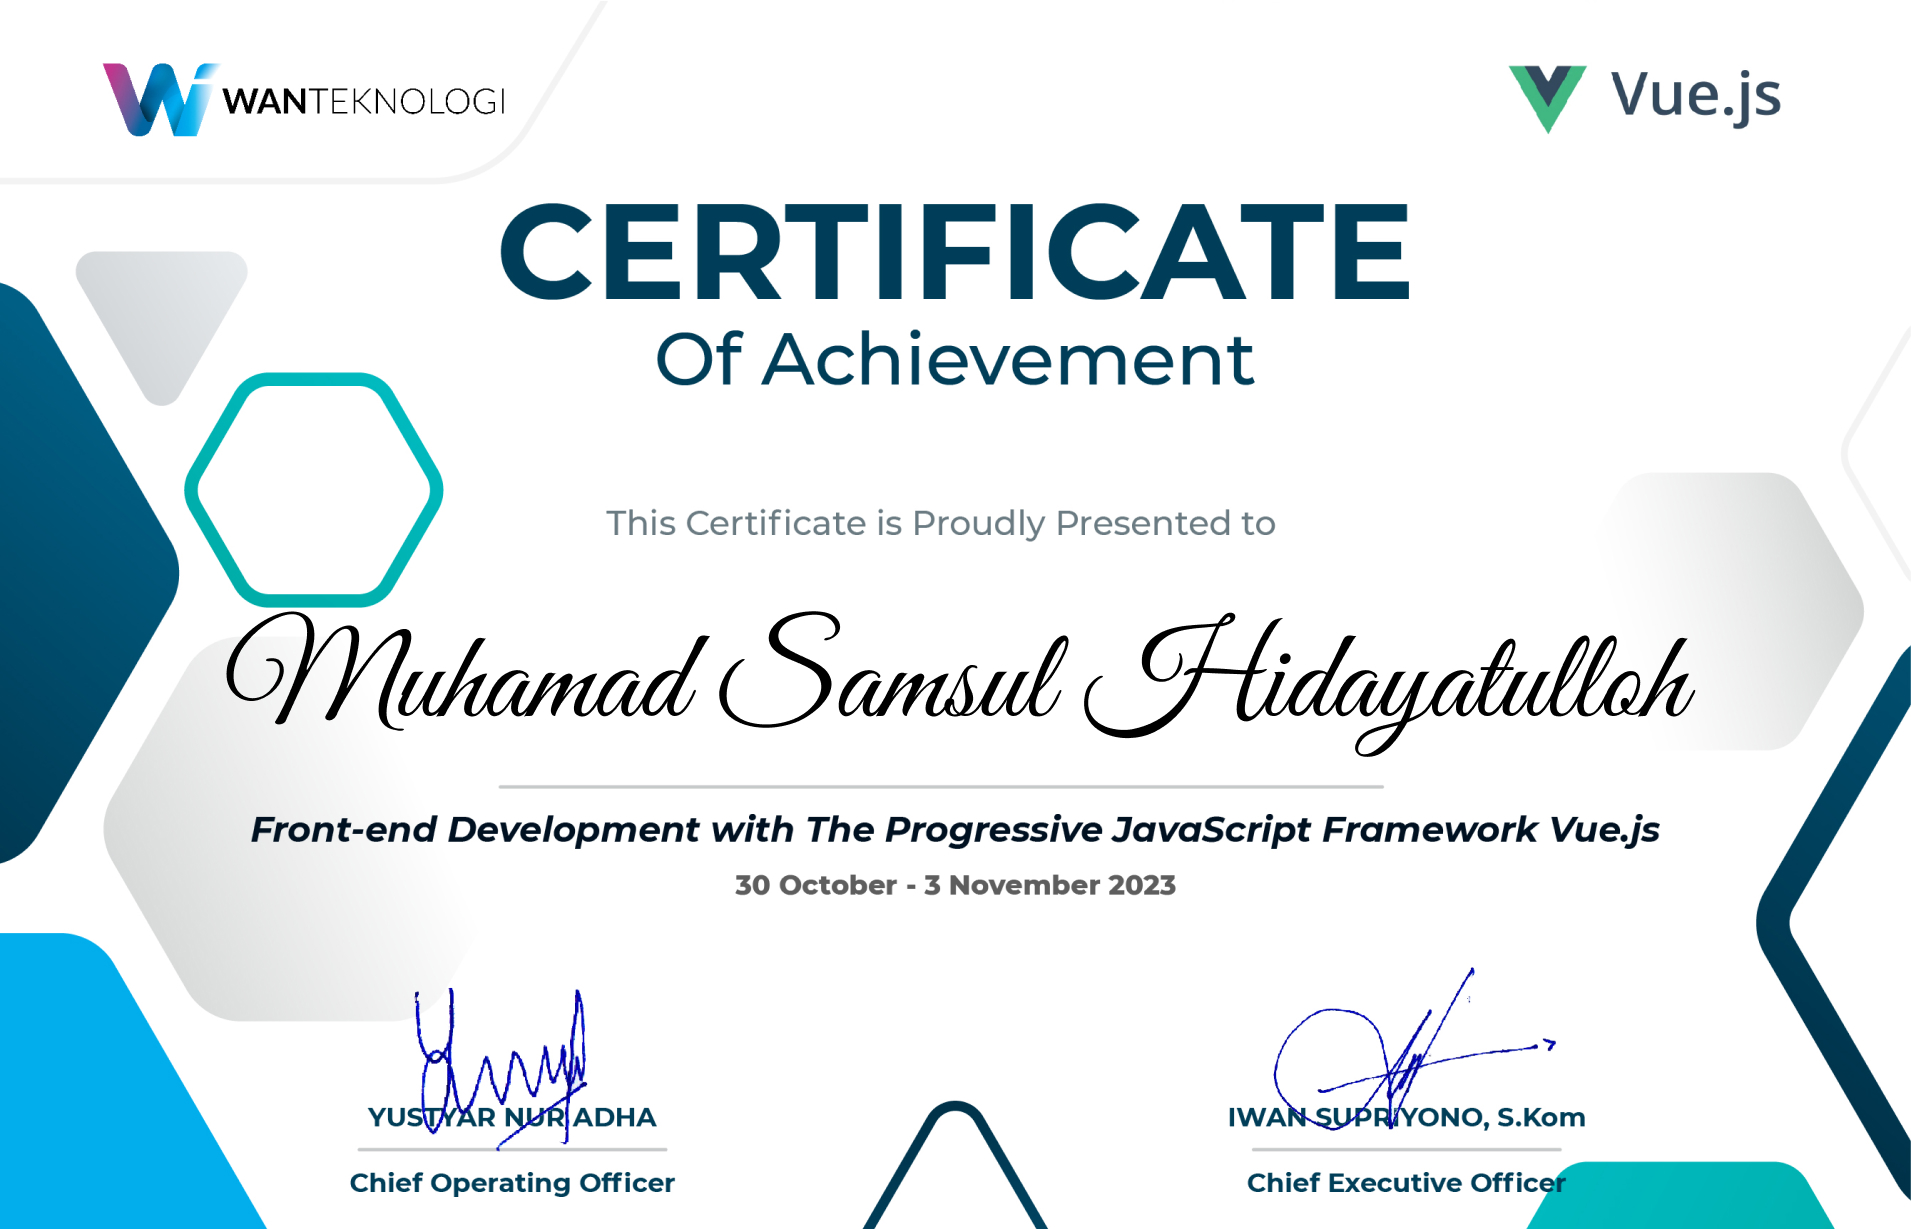 WANTEKNOLOGI
Vue.js
CERTIFICATE
Of Achievement
This Certificate is Proudly Presented to
Muhamad Samsul Hidayatulloh
Front-end Development with The Progressive JavaScript Framework Vue.js
30 October - 3 November 2023
YUSTYAR NUR ADHA
Chief Operating Officer
IWAN SUPRIYONO, S.Kom
Chief Executive Officer